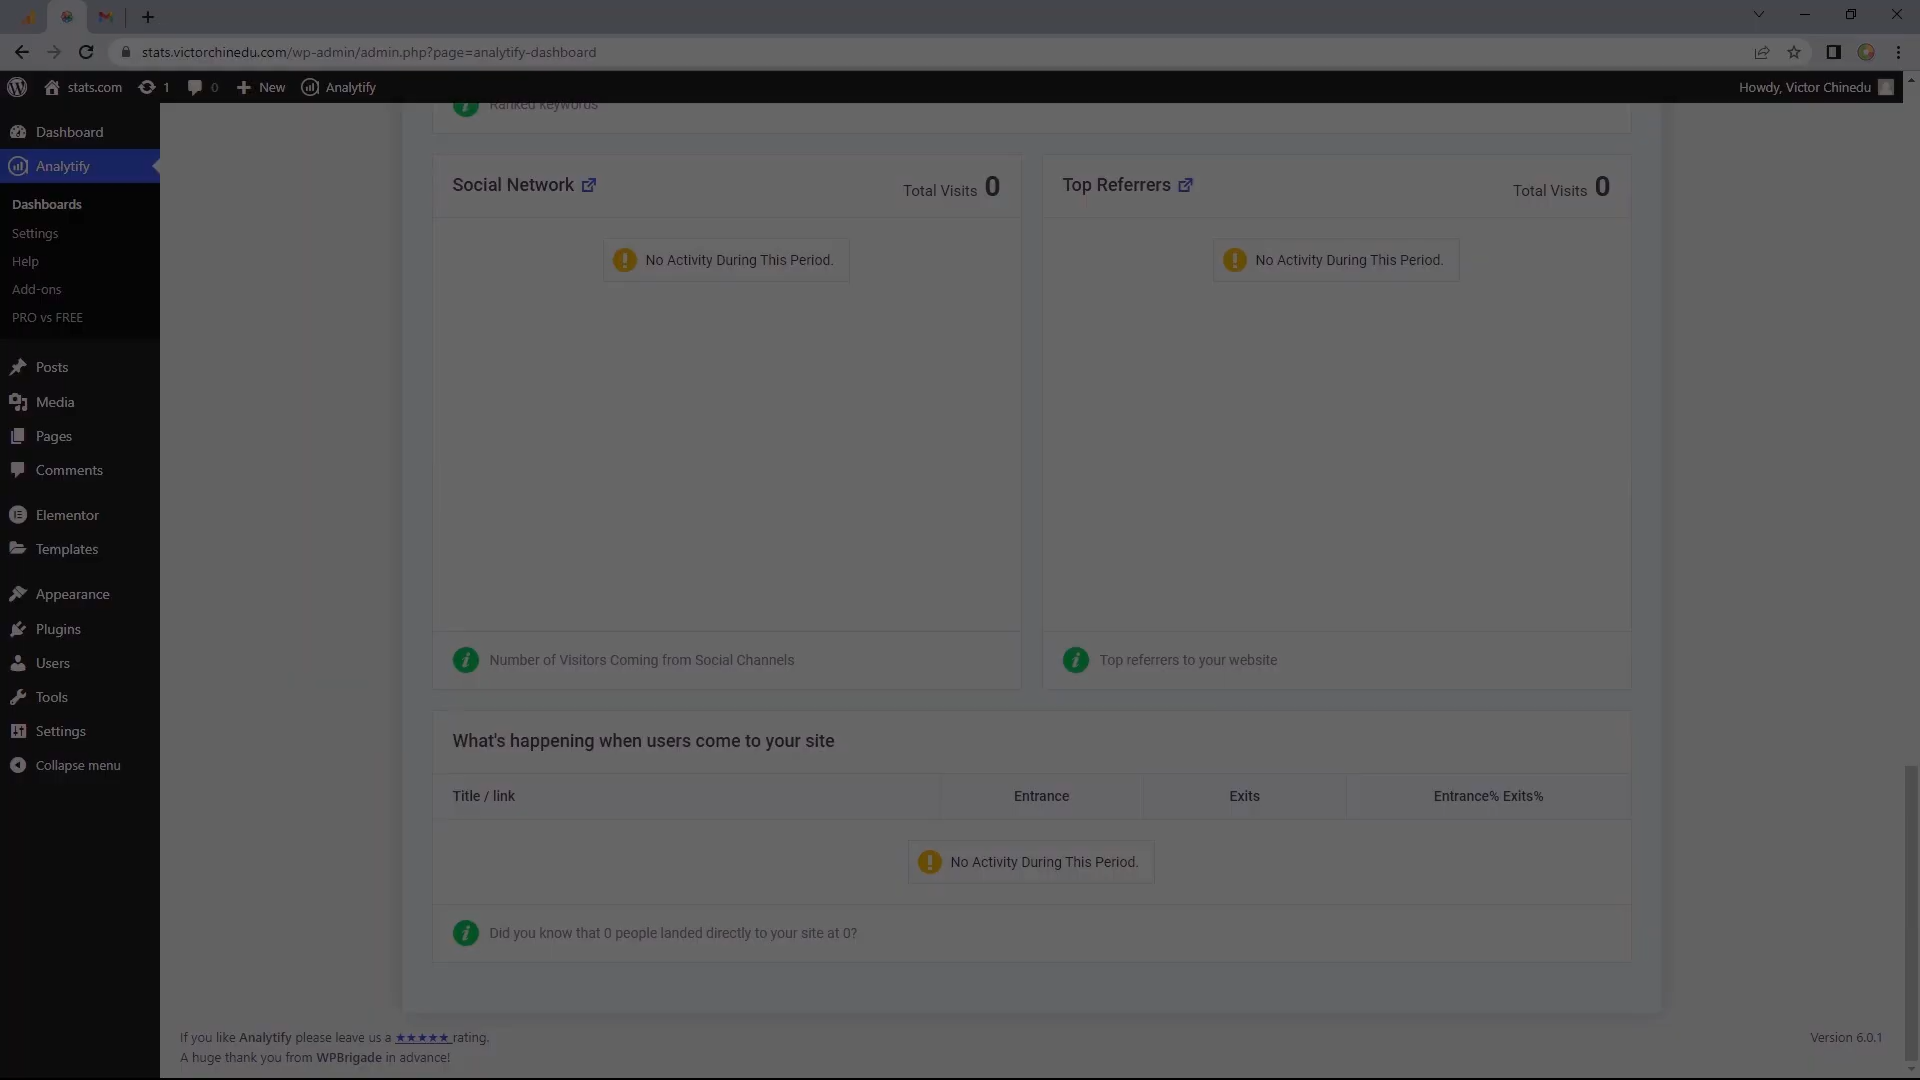 stats.victorchinedu.com/wp-admin/admin.php?page=analytify-dashboard
stats.com 1 0 New Analytify Howdy, Victor Chinedu
Dashboard
Analytify
Dashboards
Settings
Help
Add-ons
PRO vs FREE
Posts
Media
Pages
Comments
Elementor
Templates
Appearance
Plugins
Users
Tools
Settings
Collapse menu
Ranked keywords
Social Network Total Visits 0
No Activity During This Period.
Number of Visitors Coming from Social Channels
Top Referrers Total Visits 0
No Activity During This Period.
Top referrers to your website
What's happening when users come to your site
Title / link Entrance Exits Entrance% Exits%
No Activity During This Period.
Did you know that 0 people landed directly to your site at 0?
If you like Analytify please leave us a ★★★★★ rating.
A huge thank you from WPBrigade in advance!
Version 6.0.1